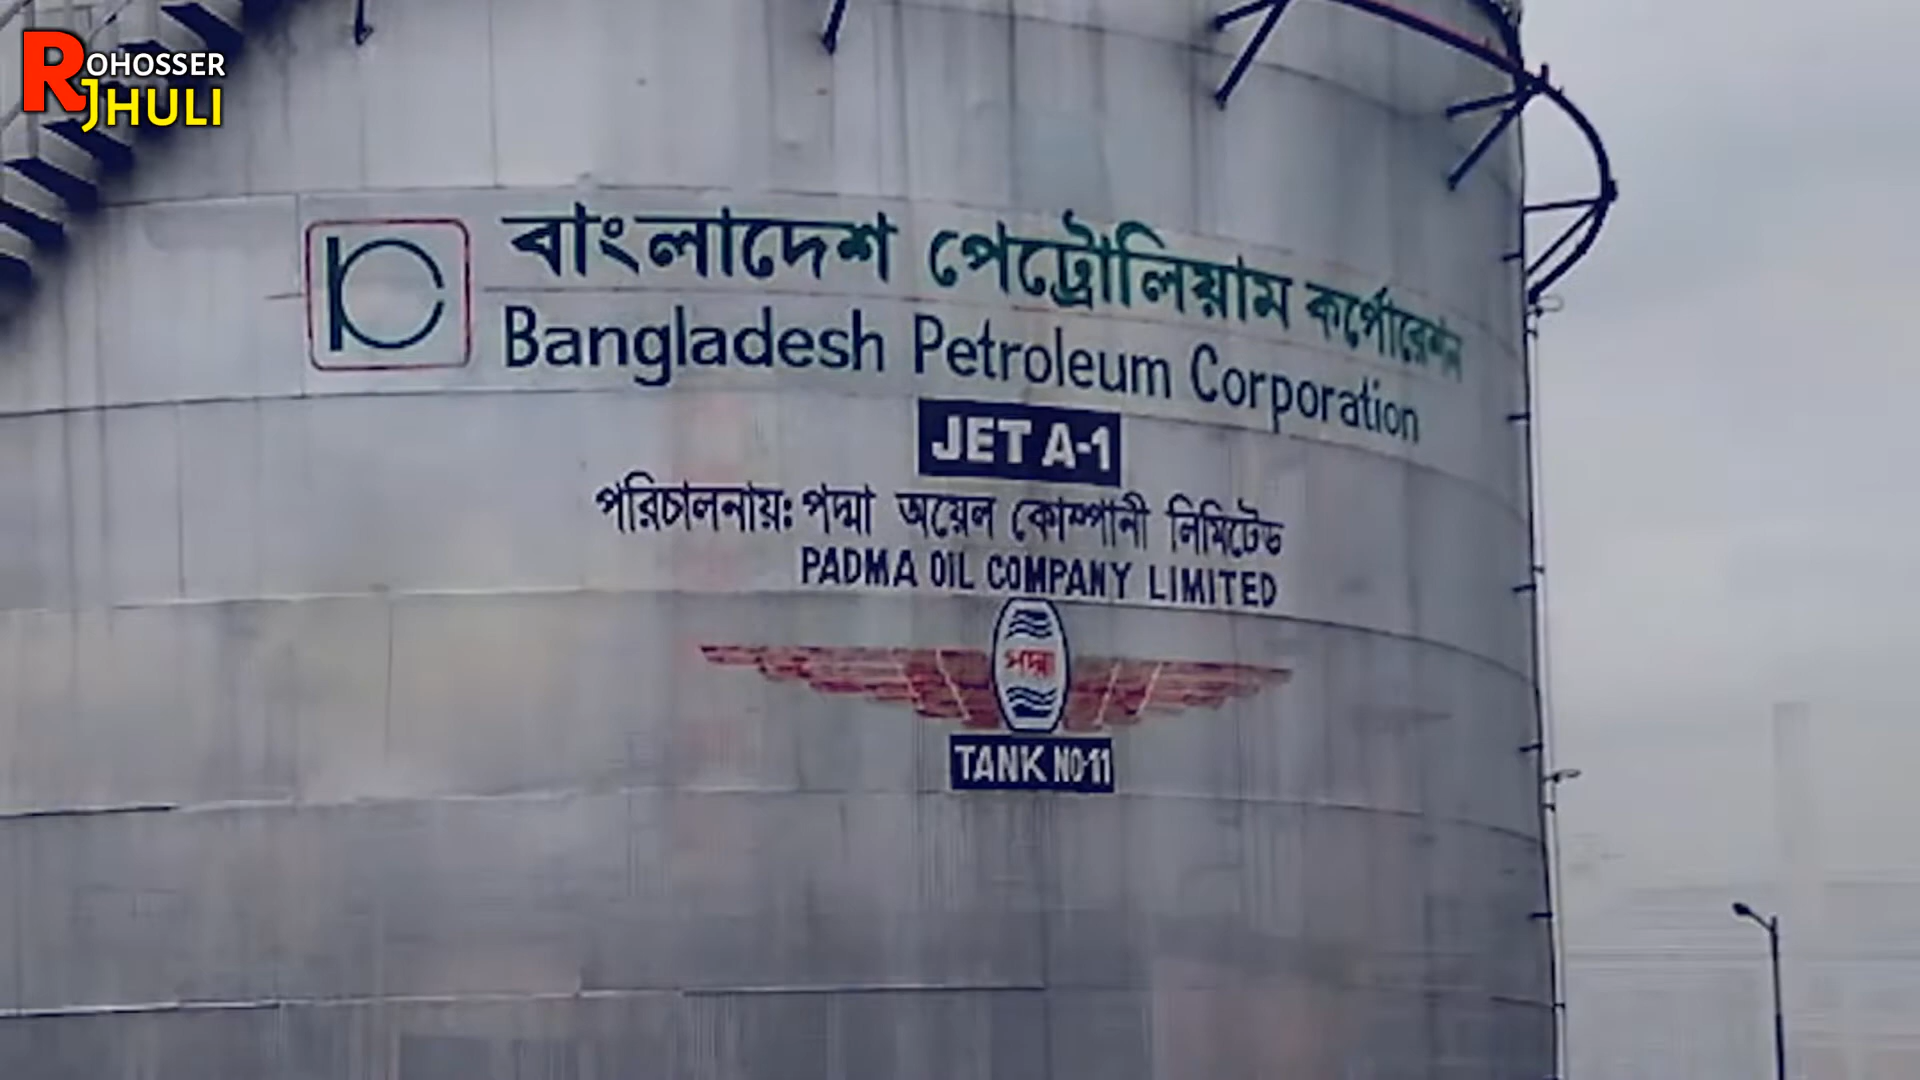 ROHOSSER
JHULI
বাংলাদেশ পেট্রোলিয়াম কর্পোরেশন
Bangladesh Petroleum Corporation
JET A-1
পরিচালনায়: পদ্মা অয়েল কোম্পানী লিমিটেড
PADMA OIL COMPANY LIMITED
পদ্মা
TANK NO-11